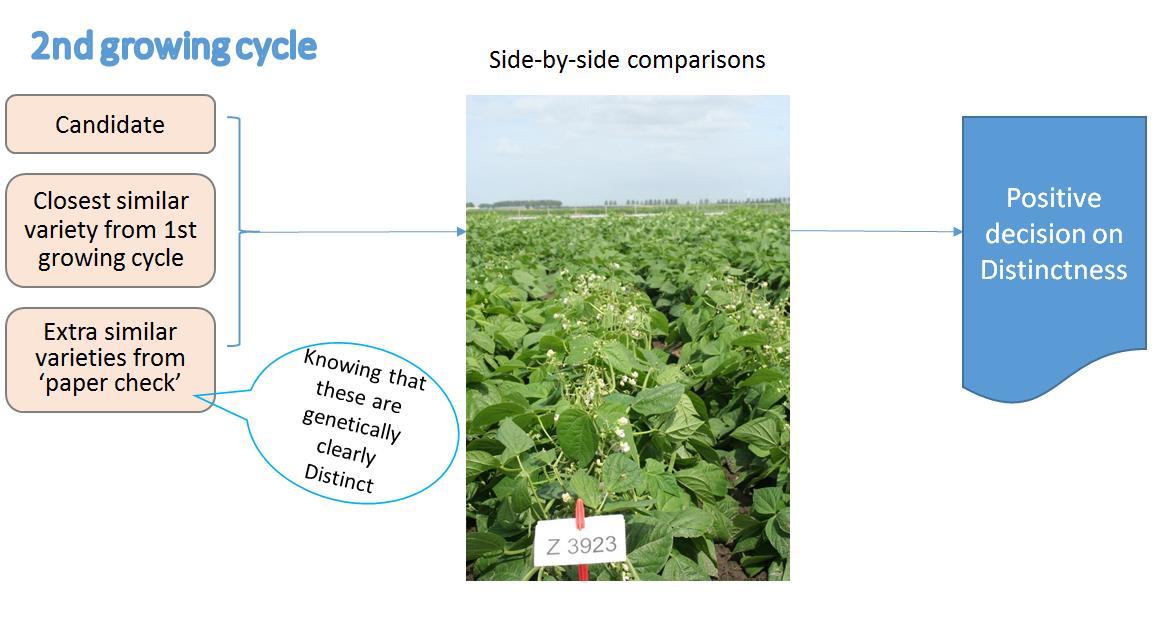 2nd growing cycle
Side-by-side comparisons
Candidate
Closest similar
variety from 1st
growing cycle
Extra similar
varieties from
‘paper check’
Knowing that
these are
genetically
clearly
Distinct
Z 3923
Positive
decision on
Distinctness